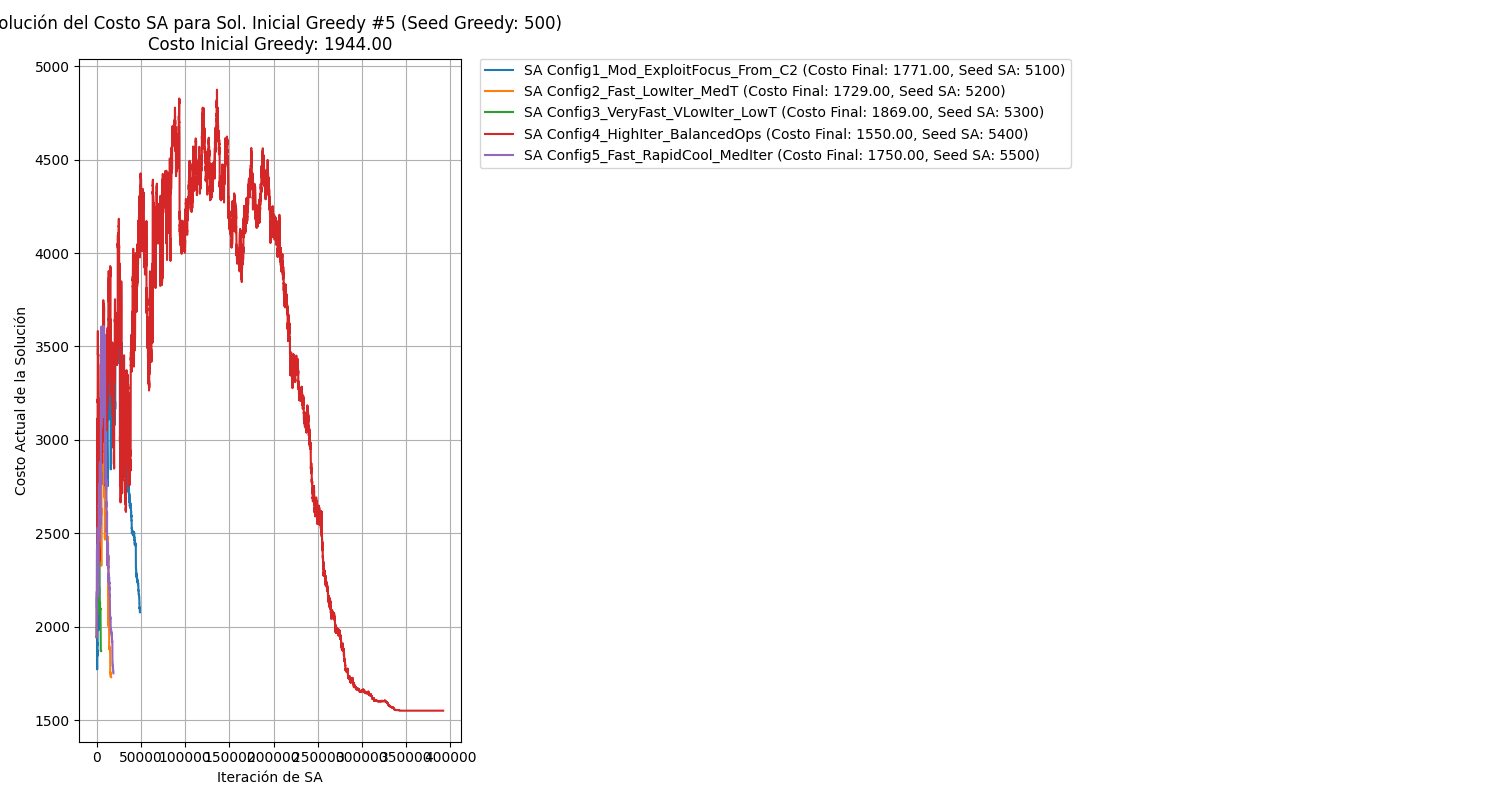 olución del Costo SA para Sol. Inicial Greedy #5 (Seed Greedy: 500)
Costo Inicial Greedy: 1944.00
SA Config1_Mod_ExploitFocus_From_C2 (Costo Final: 1771.00, Seed SA: 5100)
SA Config2_Fast_LowIter_MedT (Costo Final: 1729.00, Seed SA: 5200)
SA Config3_VeryFast_VLowIter_LowT (Costo Final: 1869.00, Seed SA: 5300)
SA Config4_HighIter_BalancedOps (Costo Final: 1550.00, Seed SA: 5400)
SA Config5_Fast_RapidCool_MedIter (Costo Final: 1750.00, Seed SA: 5500)
5000
4500
4000
3500
3000
2500
2000
1500
Costo Actual de la Solución
0 50000 100000 150000 200000 250000 300000 350000 400000
Iteración de SA